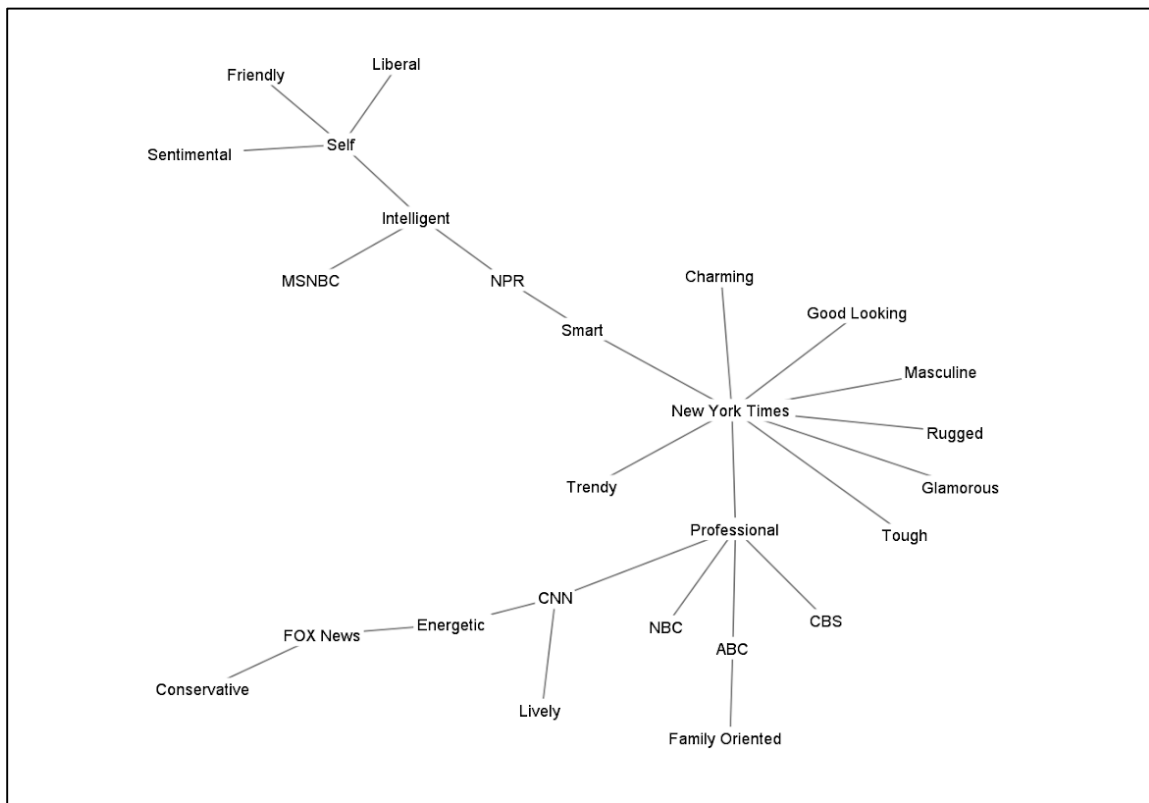 Liberal
Friendly
Self
Sentimental
Intelligent
MSNBC
NPR
Charming
Good Looking
Smart
Masculine
New York Times
Rugged
Trendy
Glamorous
Professional
Tough
CNN
CBS
Energetic
NBC
FOX News
ABC
Conservative
Lively
Family Oriented